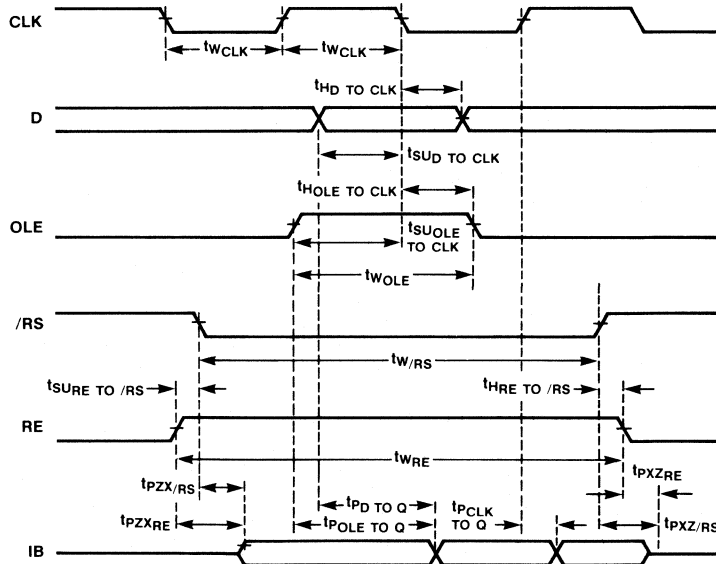 CLK
tWCLK tWCLK
tHD TO CLK
D
tSUD TO CLK
tHOLE TO CLK
OLE
tSUOLE
TO CLK
tWOLE
/RS
tW/RS
tSURE TO /RS
tHRE TO /RS
RE
tWRE
tPXZRE
tPZX/RS
tPD TO Q
tPCLK
TO Q
tPZXRE
tPOLE TO Q
tPXZ/RS
IB